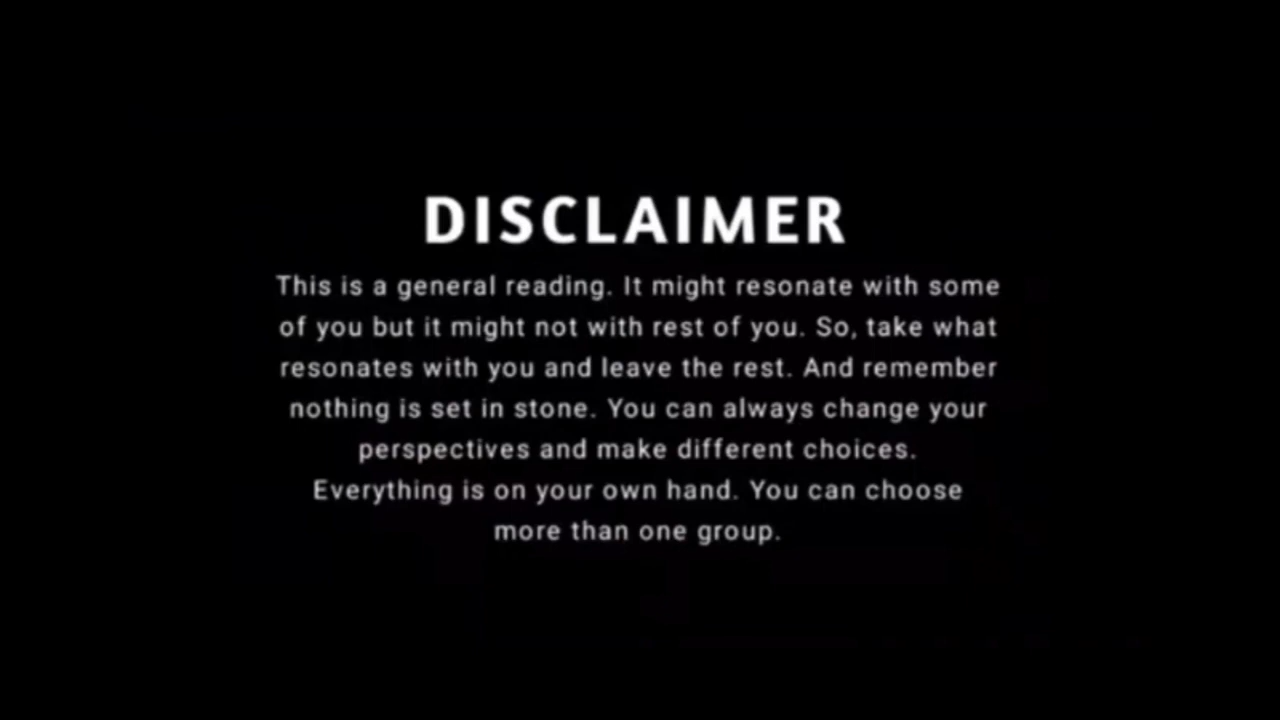 DISCLAIMER
This is a general reading. It might resonate with some
of you but it might not with rest of you. So, take what
resonates with you and leave the rest. And remember
nothing is set in stone. You can always change your
perspectives and make different choices.
Everything is on your own hand. You can choose
more than one group.